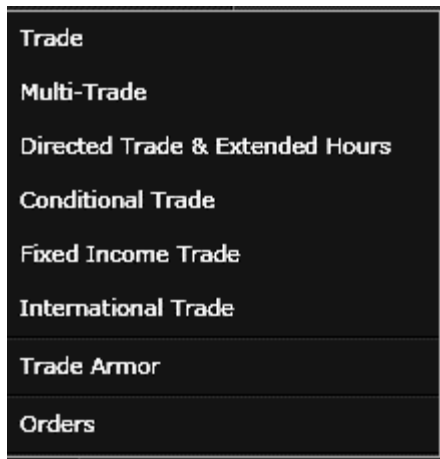 Trade
Multi-Trade
Directed Trade & Extended Hours
Conditional Trade
Fixed Income Trade
International Trade
Trade Armor
Orders